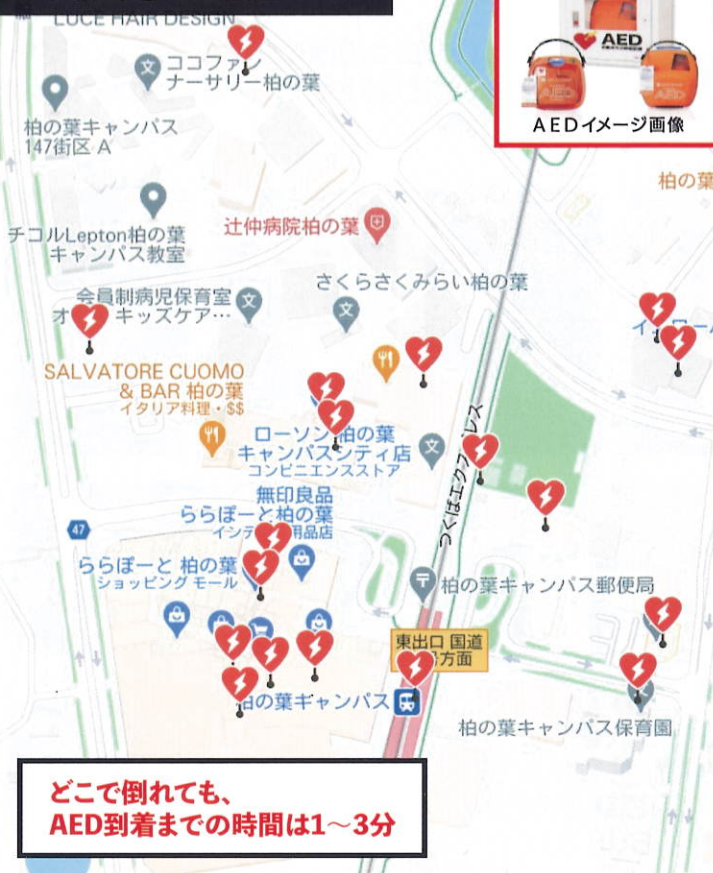 LUCE HAIR DESIGN
ココファン
ナーサリー柏の葉
AED
AED
AED
AEDイメージ画像
柏の葉キャンパス
147街区 A
柏の葉
チコルLepton柏の葉
キャンパス教室
辻仲病院柏の葉
さくらさくみらい柏の葉
会員制病児保育室
オ キッズケア…
SALVATORE CUOMO
& BAR 柏の葉
イタリア料理・$$
ローソン 柏の葉
キャンパスシティ店
コンビニエンスストア
つくばエクスプレス
無印良品
ららぽーと柏の葉
インテ 用品店
47
ららぽーと 柏の葉
ショッピング モール
柏の葉キャンパス郵便局
東出口 国道
号方面
柏の葉キャンパス
柏の葉キャンパス保育園
どこで倒れても、
AED到着までの時間は1〜3分